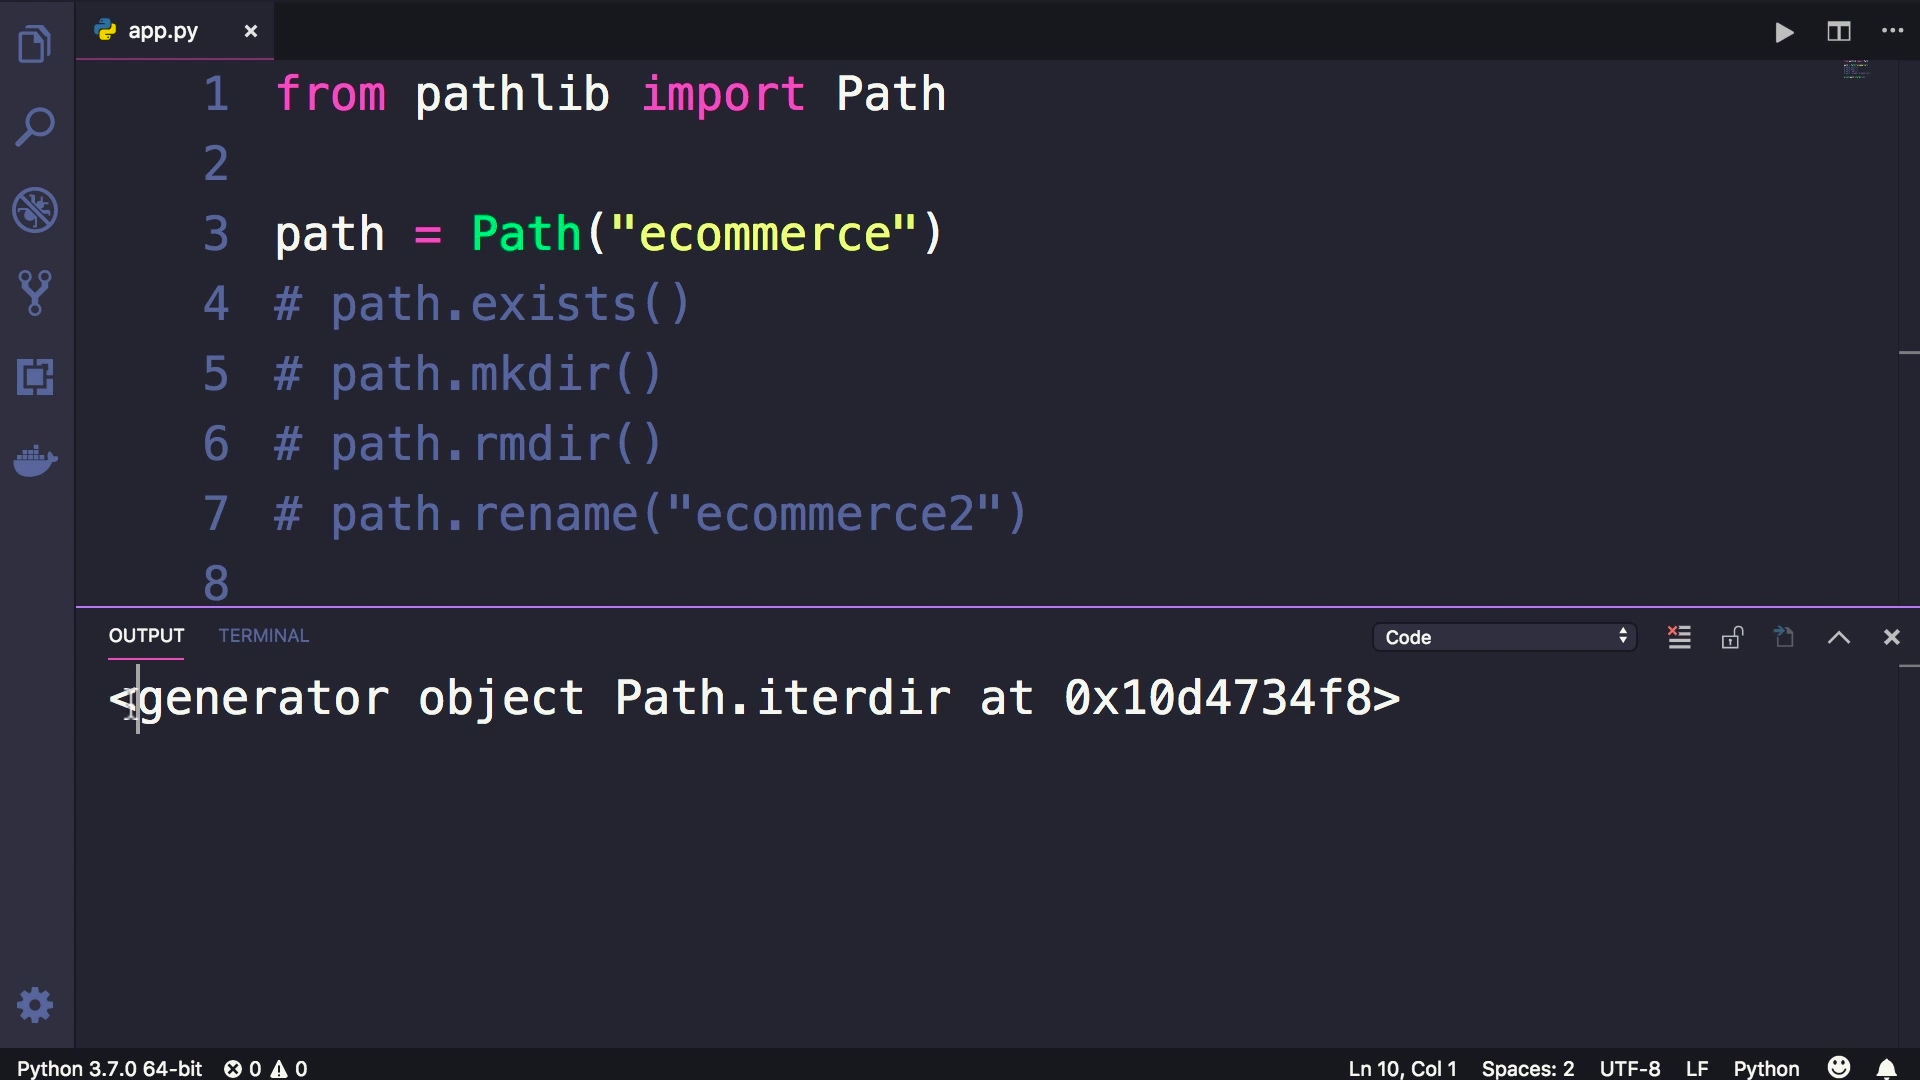 app.py
1 from pathlib import Path
2
3 path = Path("ecommerce")
4 # path.exists()
5 # path.mkdir()
6 # path.rmdir()
7 # path.rename("ecommerce2")
8
OUTPUT TERMINAL Code
<generator object Path.iterdir at 0x10d4734f8>
Python 3.7.0 64-bit 0 0 Ln 10, Col 1 Spaces: 2 UTF-8 LF Python